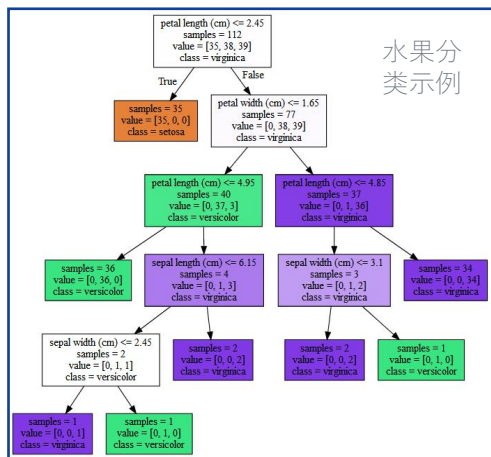 petal length (cm) <= 2.45
samples = 112
value = [35, 38, 39]
class = virginica
水果分
类示例
True
False
samples = 35
value = [35, 0, 0]
class = setosa
petal width (cm) <= 1.65
samples = 77
value = [0, 38, 39]
class = virginica
petal length (cm) <= 4.95
samples = 40
value = [0, 37, 3]
class = versicolor
petal length (cm) <= 4.85
samples = 37
value = [0, 1, 36]
class = virginica
samples = 36
value = [0, 36, 0]
class = versicolor
sepal length (cm) <= 6.15
samples = 4
value = [0, 1, 3]
class = virginica
sepal width (cm) <= 3.1
samples = 3
value = [0, 1, 2]
class = virginica
samples = 34
value = [0, 0, 34]
class = virginica
sepal width (cm) <= 2.45
samples = 2
value = [0, 1, 1]
class = versicolor
samples = 2
value = [0, 0, 2]
class = virginica
samples = 2
value = [0, 0, 2]
class = virginica
samples = 1
value = [0, 1, 0]
class = versicolor
samples = 1
value = [0, 0, 1]
class = virginica
samples = 1
value = [0, 1, 0]
class = versicolor